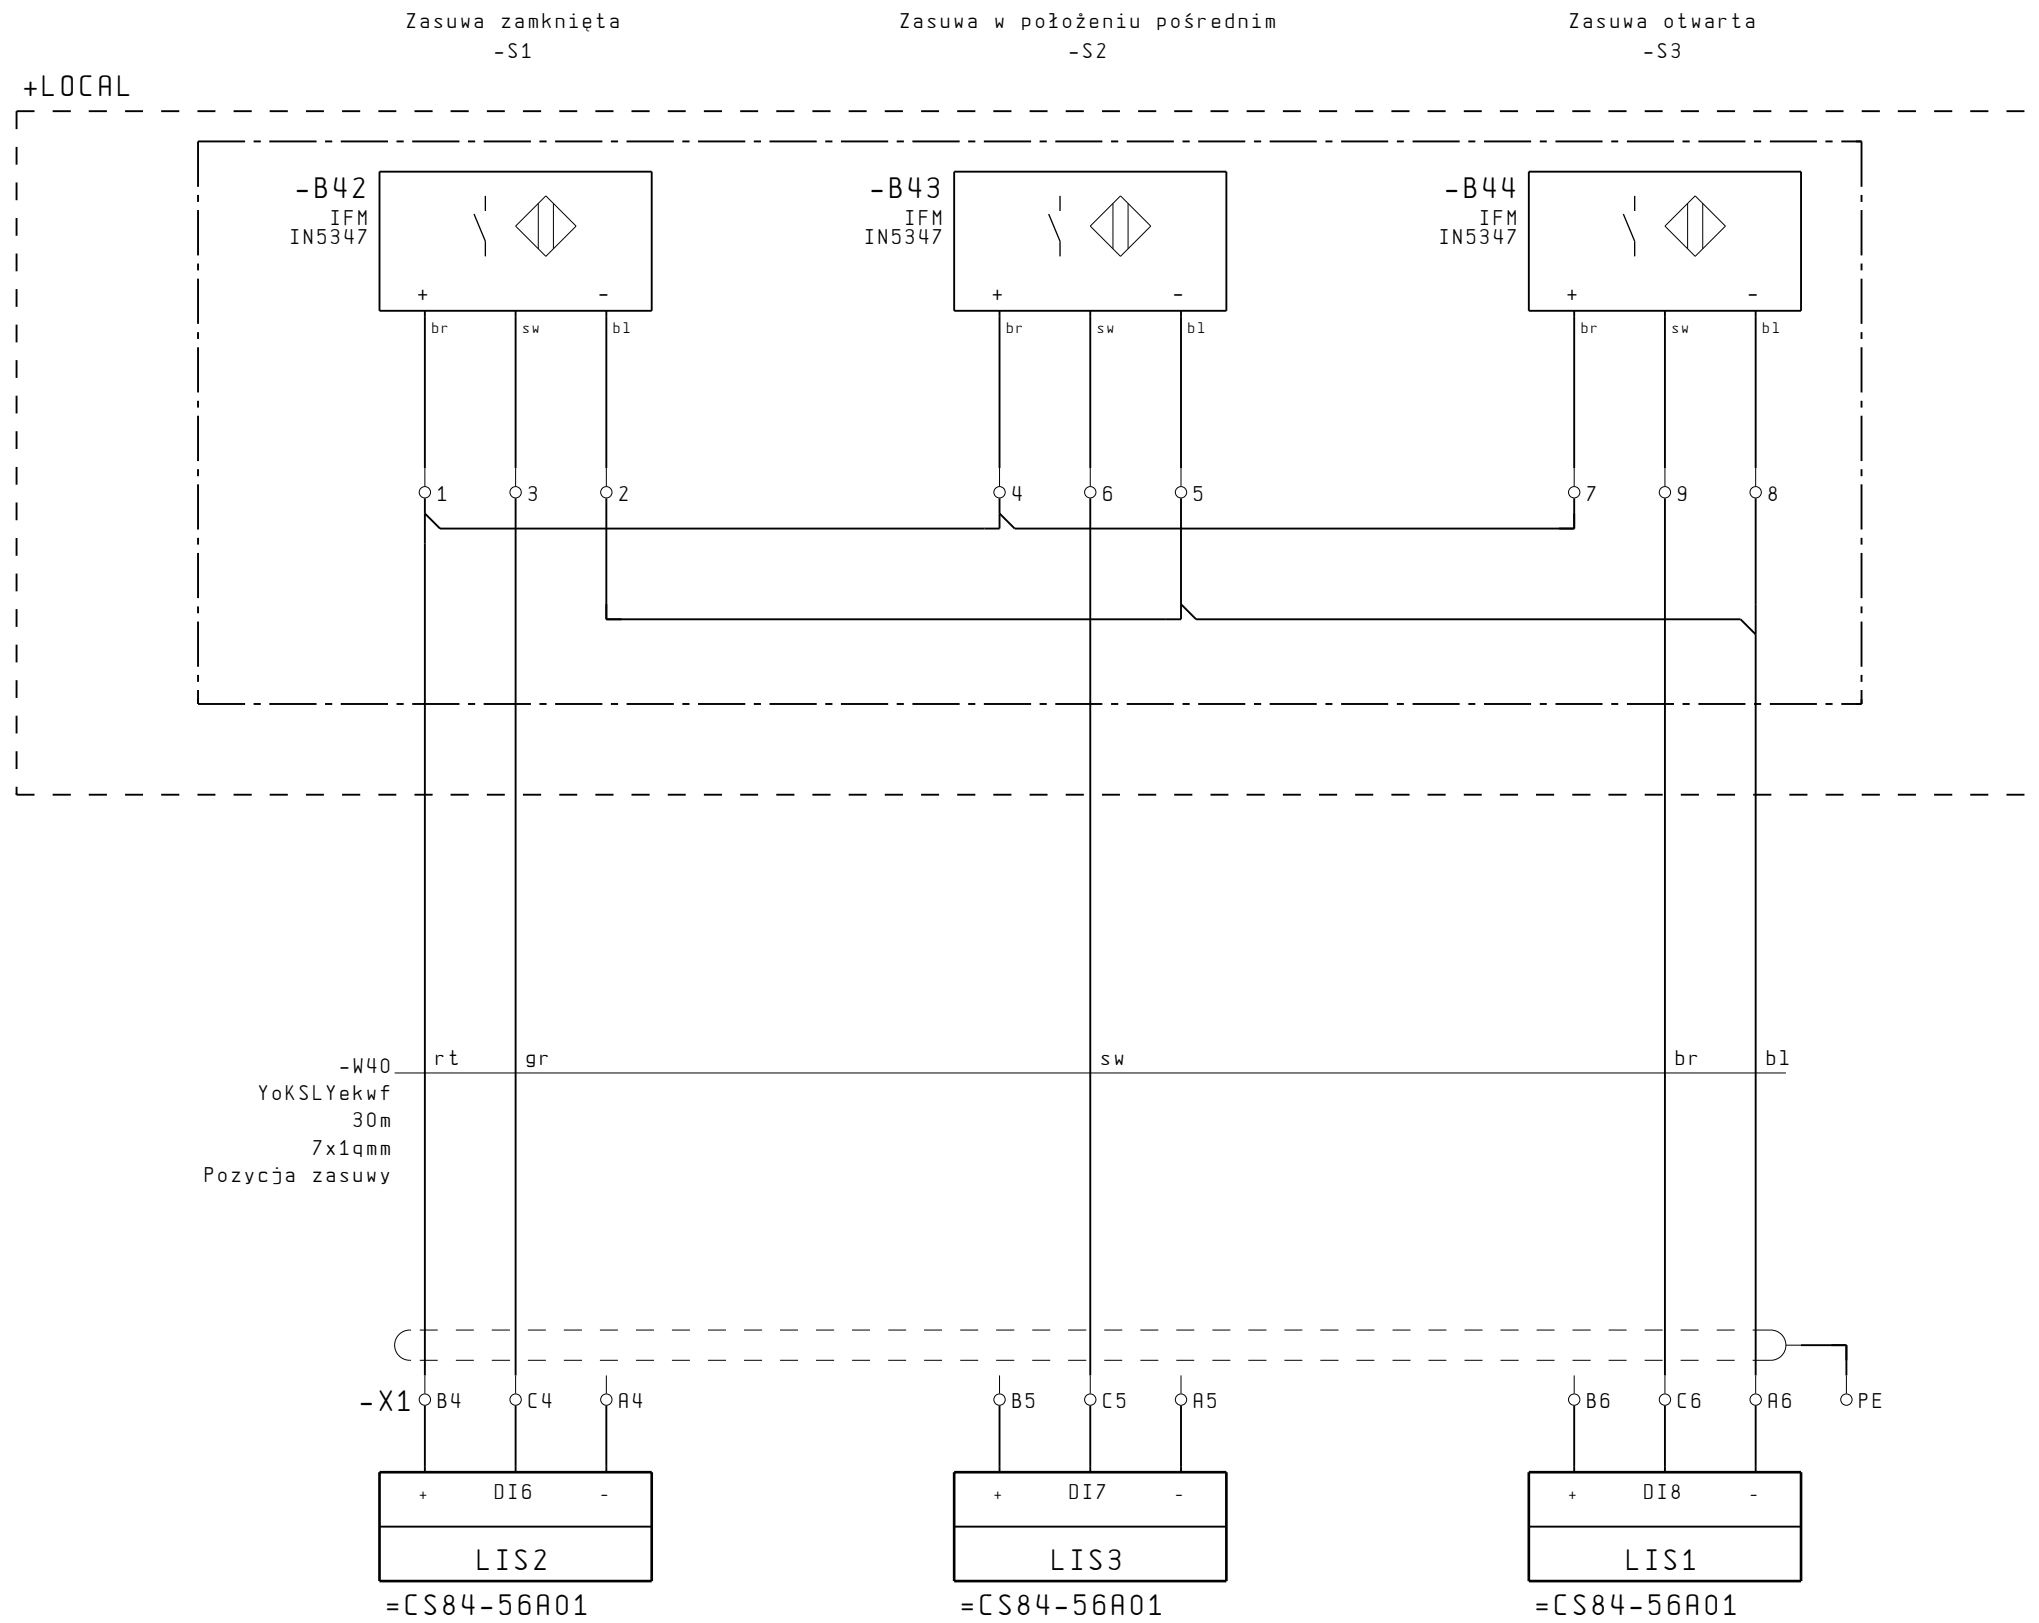 Zasuwa zamknięta
-S1
Zasuwa w położeniu pośrednim
-S2
Zasuwa otwarta
-S3
+LOCAL
-B42
IFM
IN5347
+ -
br sw bl
-B43
IFM
IN5347
+ -
br sw bl
-B44
IFM
IN5347
+ -
br sw bl
1 3 2 4 6 5 7 9 8
rt gr sw br bl
-W40
YoKSLYekwf
30m
7x1qmm
Pozycja zasuwy
-X1 B4 C4 A4 B5 C5 A5 B6 C6 A6 PE
+ DI6 -
LIS2
=CS84-56A01
+ DI7 -
LIS3
=CS84-56A01
+ DI8 -
LIS1
=CS84-56A01